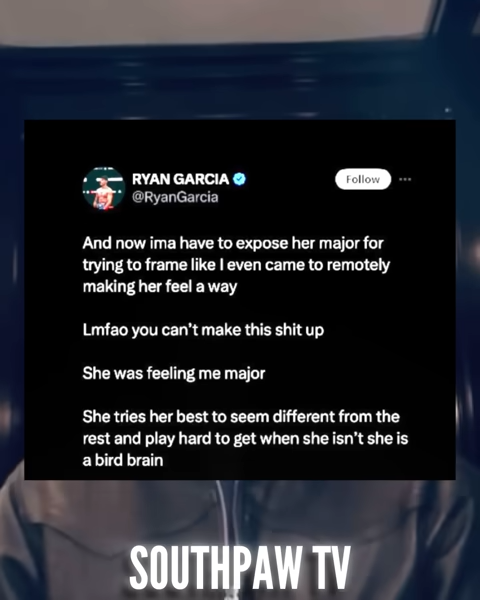 RYAN GARCIA
Follow
@RyanGarcia
And now ima have to expose her major for
trying to frame like I even came to remotely
making her feel a way
Lmfao you can't make this shit up
She was feeling me major
She tries her best to seem different from the
rest and play hard to get when she isn't she is
a bird brain
SOUTHPAW TV